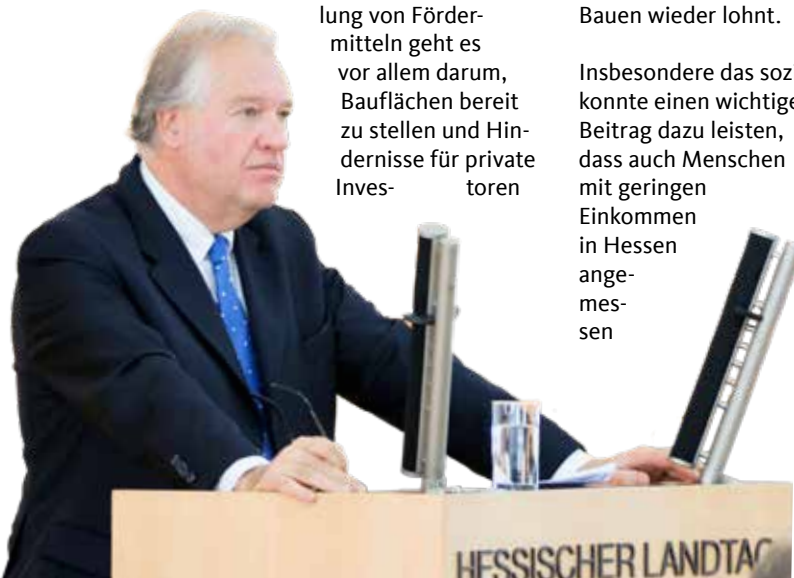 lung von Förder-
mitteln geht es
vor allem darum,
Bauflächen bereit
zu stellen und Hin-
dernisse für private
Inves- toren
Bauen wieder lohnt.
Insbesondere das
konnte einen
Beitrag dazu leisten,
dass auch Menschen
mit geringen
Einkommen
in Hessen
ange-
mes-
sen
HESSISCHER LANDTAG